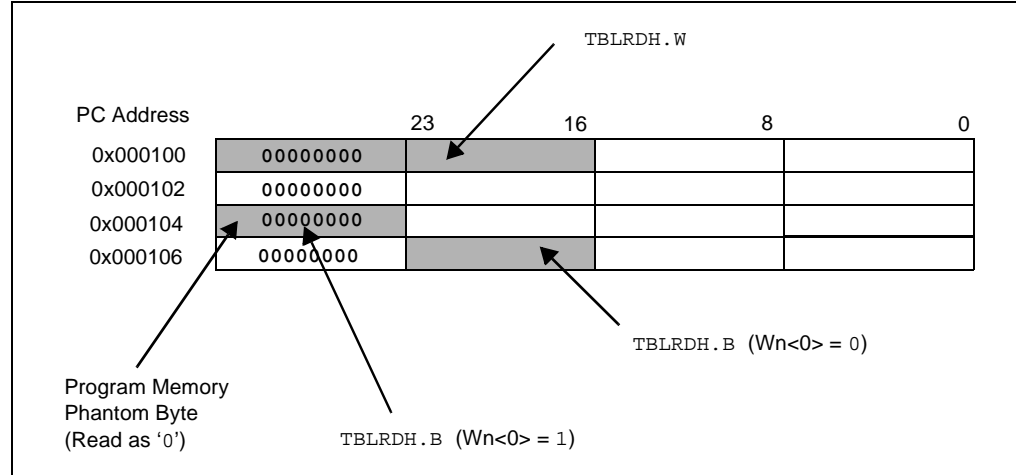 TBLRDH.W
PC Address
23 16 8 0
0x000100 00000000
0x000102 00000000
0x000104 00000000
0x000106 00000000
TBLRDH.B (Wn<0> = 0)
Program Memory
Phantom Byte
(Read as ‘0’)
TBLRDH.B (Wn<0> = 1)